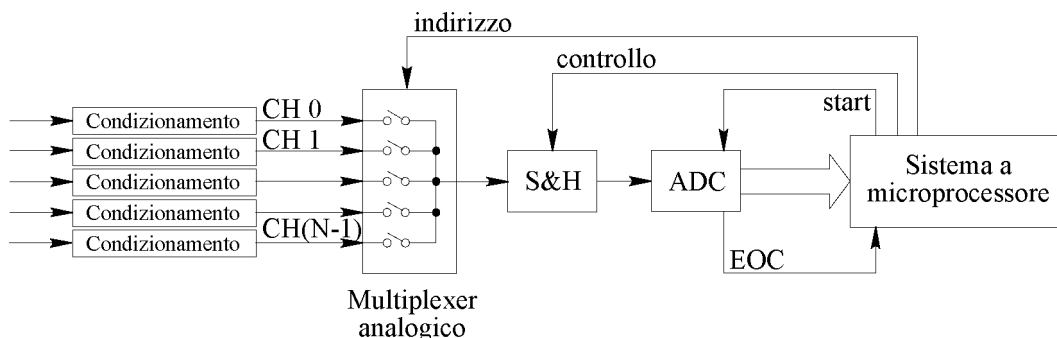 indirizzo
controllo
start
Condizionamento
CH 0
Condizionamento
CH 1
Condizionamento
Condizionamento
Condizionamento
CH(N-1)
S&H
ADC
Sistema a
microprocessore
EOC
Multiplexer
analogico